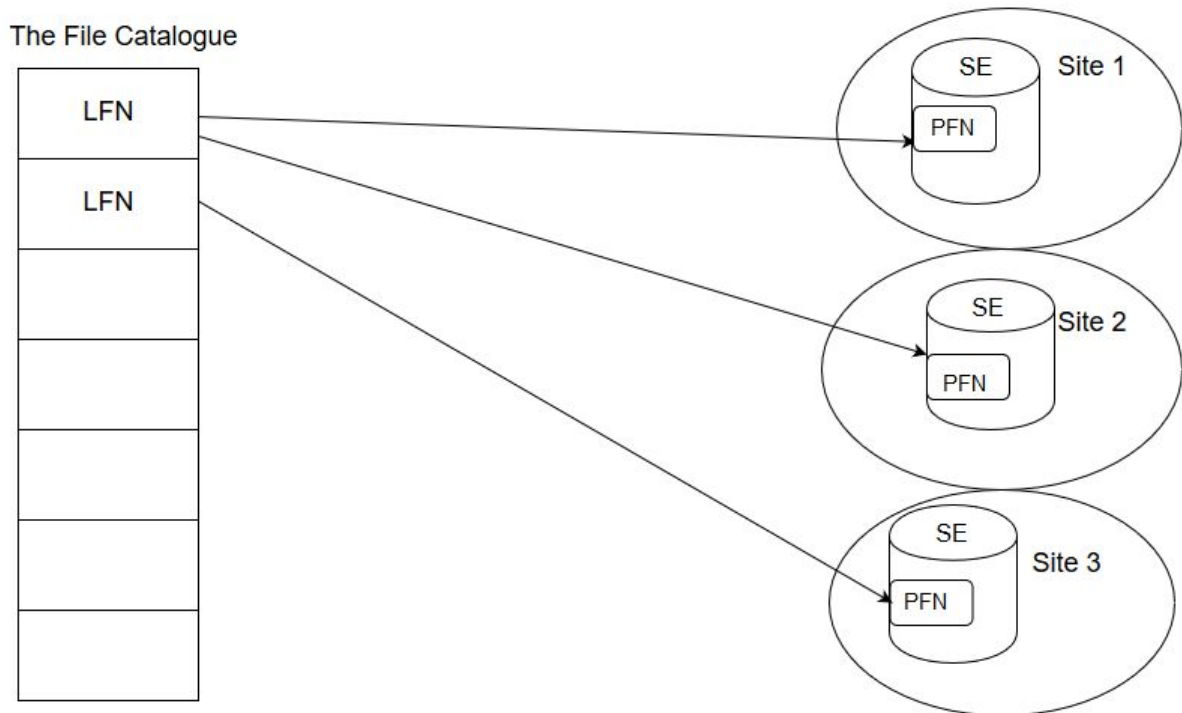 The File Catalogue
LFN
LFN
SE
Site 1
PFN
SE
Site 2
PFN
SE
Site 3
PFN